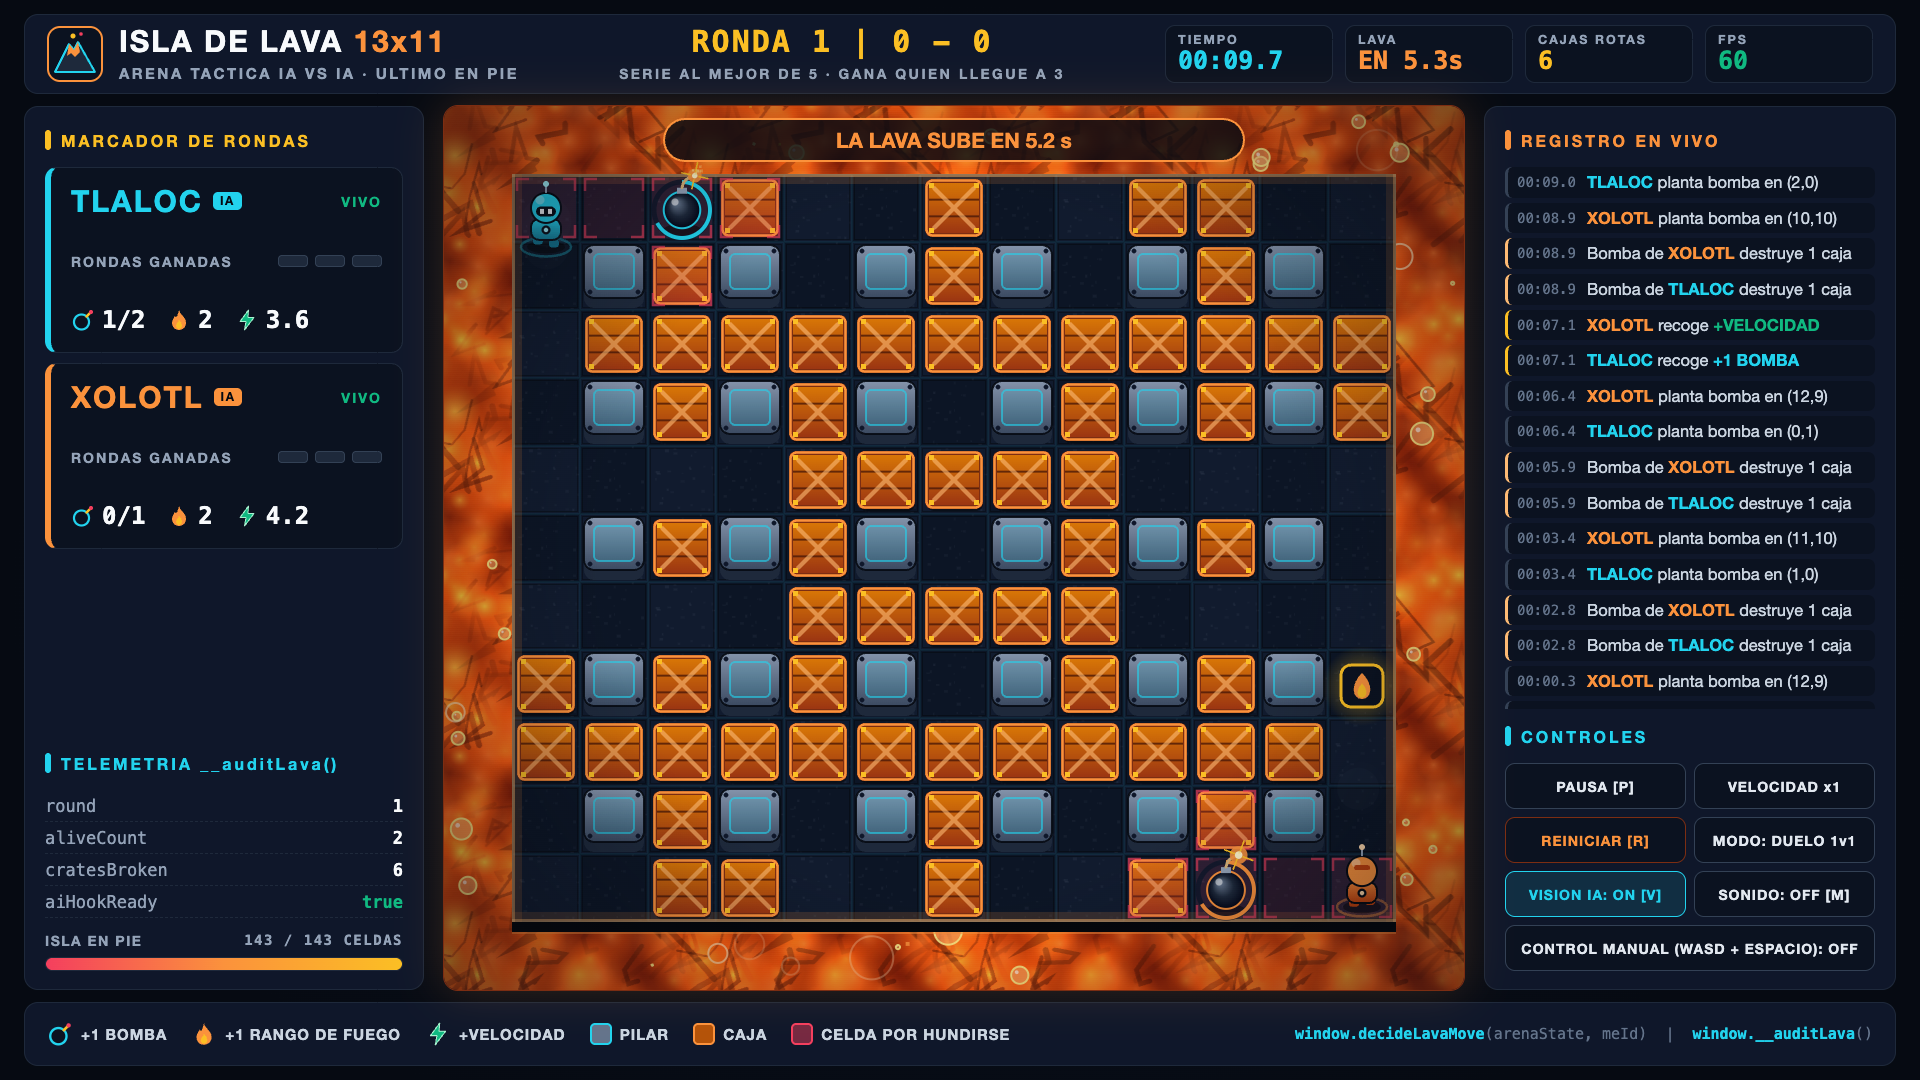 ISLA DE LAVA 13x11
ARENA TACTICA IA VS IA · ULTIMO EN PIE
RONDA 1 | 0 – 0
SERIE AL MEJOR DE 5 · GANA QUIEN LLEGUE A 3
TIEMPO
00:09.7
LAVA
EN 5.3s
CAJAS ROTAS
6
FPS
60
MARCADOR DE RONDAS
TLALOC IA VIVO
RONDAS GANADAS
1/2 2 3.6
XOLOTL IA VIVO
RONDAS GANADAS
0/1 2 4.2
TELEMETRIA __auditLava()
round 1
aliveCount 2
cratesBroken 6
aiHookReady true
ISLA EN PIE 143 / 143 CELDAS
LA LAVA SUBE EN 5.2 s
REGISTRO EN VIVO
00:09.0 TLALOC planta bomba en (2,0)
00:08.9 XOLOTL planta bomba en (10,10)
00:08.9 Bomba de XOLOTL destruye 1 caja
00:08.9 Bomba de TLALOC destruye 1 caja
00:07.1 XOLOTL recoge +VELOCIDAD
00:07.1 TLALOC recoge +1 BOMBA
00:06.4 XOLOTL planta bomba en (12,9)
00:06.4 TLALOC planta bomba en (0,1)
00:05.9 Bomba de XOLOTL destruye 1 caja
00:05.9 Bomba de TLALOC destruye 1 caja
00:03.4 XOLOTL planta bomba en (11,10)
00:03.4 TLALOC planta bomba en (1,0)
00:02.8 Bomba de XOLOTL destruye 1 caja
00:02.8 Bomba de TLALOC destruye 1 caja
00:00.3 XOLOTL planta bomba en (12,9)
CONTROLES
PAUSA [P]
VELOCIDAD x1
REINICIAR [R]
MODO: DUELO 1v1
VISION IA: ON [V]
SONIDO: OFF [M]
CONTROL MANUAL (WASD + ESPACIO): OFF
+1 BOMBA
+1 RANGO DE FUEGO
+VELOCIDAD
PILAR
CAJA
CELDA POR HUNDIRSE
window.decideLavaMove(arenaState, meId) | window.__auditLava()